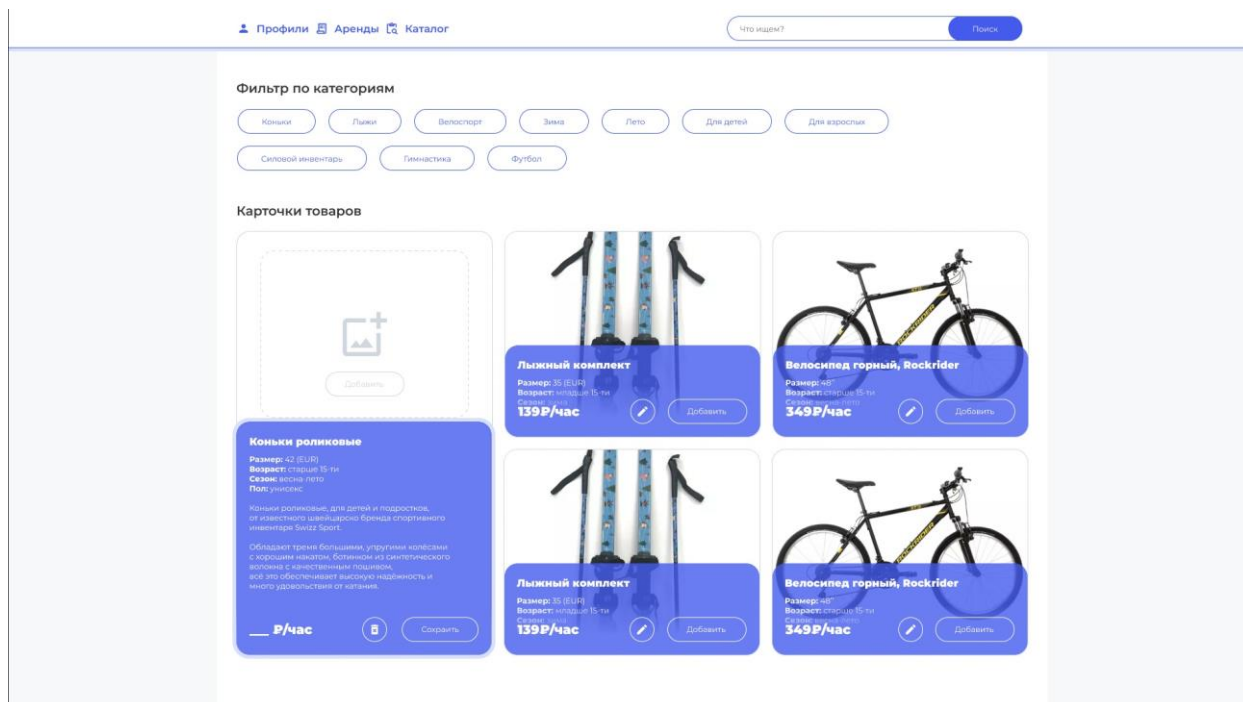 Профили Аренды Каталог
Что ищем? Поиск
Фильтр по категориям
Коньки Лыжи Велоспорт Зима Лето Для детей Для взрослых
Силовой инвентарь Гимнастика Футбол
Карточки товаров
Добавить
Коньки роликовые
Размер: 42 (EUR)
Возраст: старше 15-ти
Сезон: весна-лето
Пол: унисекс
Коньки роликовые, для детей и подростков,
от известного швейцарско бренда спортивного
инвентаря Swizz Sport.
Обладают тремя большими, упругими колёсами
с хорошим накатом, ботинком из синтетического
волокна с качественным пошивом,
всё это обеспечивает высокую надёжность и
много удовольствия от катания.
__ ₽/час Сохранить
Лыжный комплект
Размер: 35 (EUR)
Возраст: младше 15-ти
Сезон: зима
139₽/час Добавить
ROCKRIDER
Велосипед горный, Rockrider
Размер: 48"
Возраст: старше 15-ти
Сезон: весна-лето
349₽/час Добавить
Лыжный комплект
Размер: 35 (EUR)
Возраст: младше 15-ти
Сезон: зима
139₽/час Добавить
ROCKRIDER
Велосипед горный, Rockrider
Размер: 48"
Возраст: старше 15-ти
Сезон: весна-лето
349₽/час Добавить